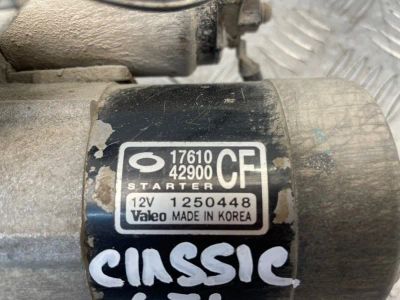 17610
42900 CF
STARTER
12V 1250448
Valeo MADE IN KOREA
CLASSIC